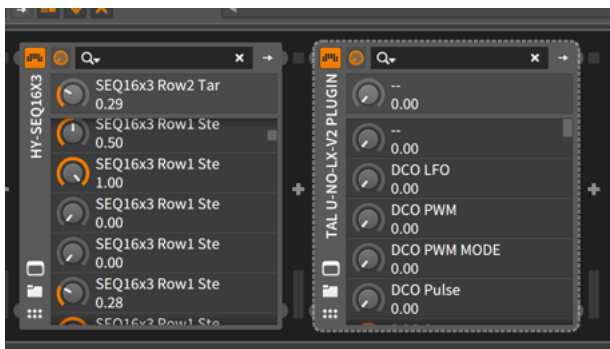 HY-SEQ16X3
SEQ16x3 Row2 Tar
0.29
SEQ16x3 Row1 Ste
0.50
SEQ16x3 Row1 Ste
1.00
SEQ16x3 Row1 Ste
0.00
SEQ16x3 Row1 Ste
0.00
SEQ16x3 Row1 Ste
0.28
SEQ16x3 Row1 Ste
TAL U-NO-LX-V2 PLUGIN
--
0.00
--
0.00
DCO LFO
0.00
DCO PWM
0.00
DCO PWM MODE
0.00
DCO Pulse
0.00